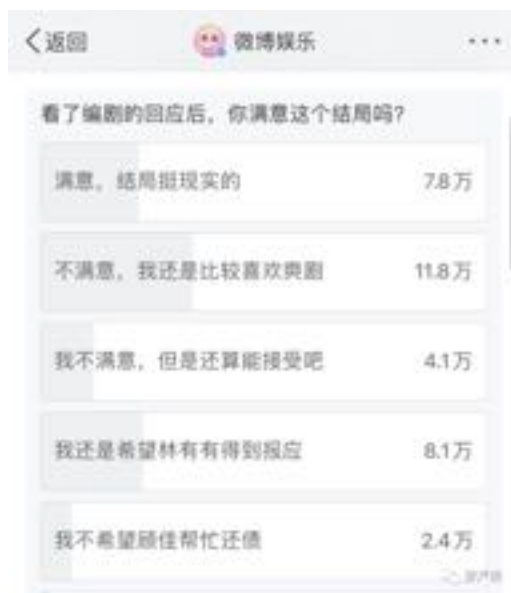 返回
微博娱乐
看了编剧的回应后，你满意这个结局吗?
满意，结局挺现实的
7.8万
不满意，我还是比较喜欢爽剧
11.8万
我不满意，但是还算能接受吧
4.1万
我还是希望林有有得到报应
8.1万
我不希望顾佳帮忙还债
2.4万